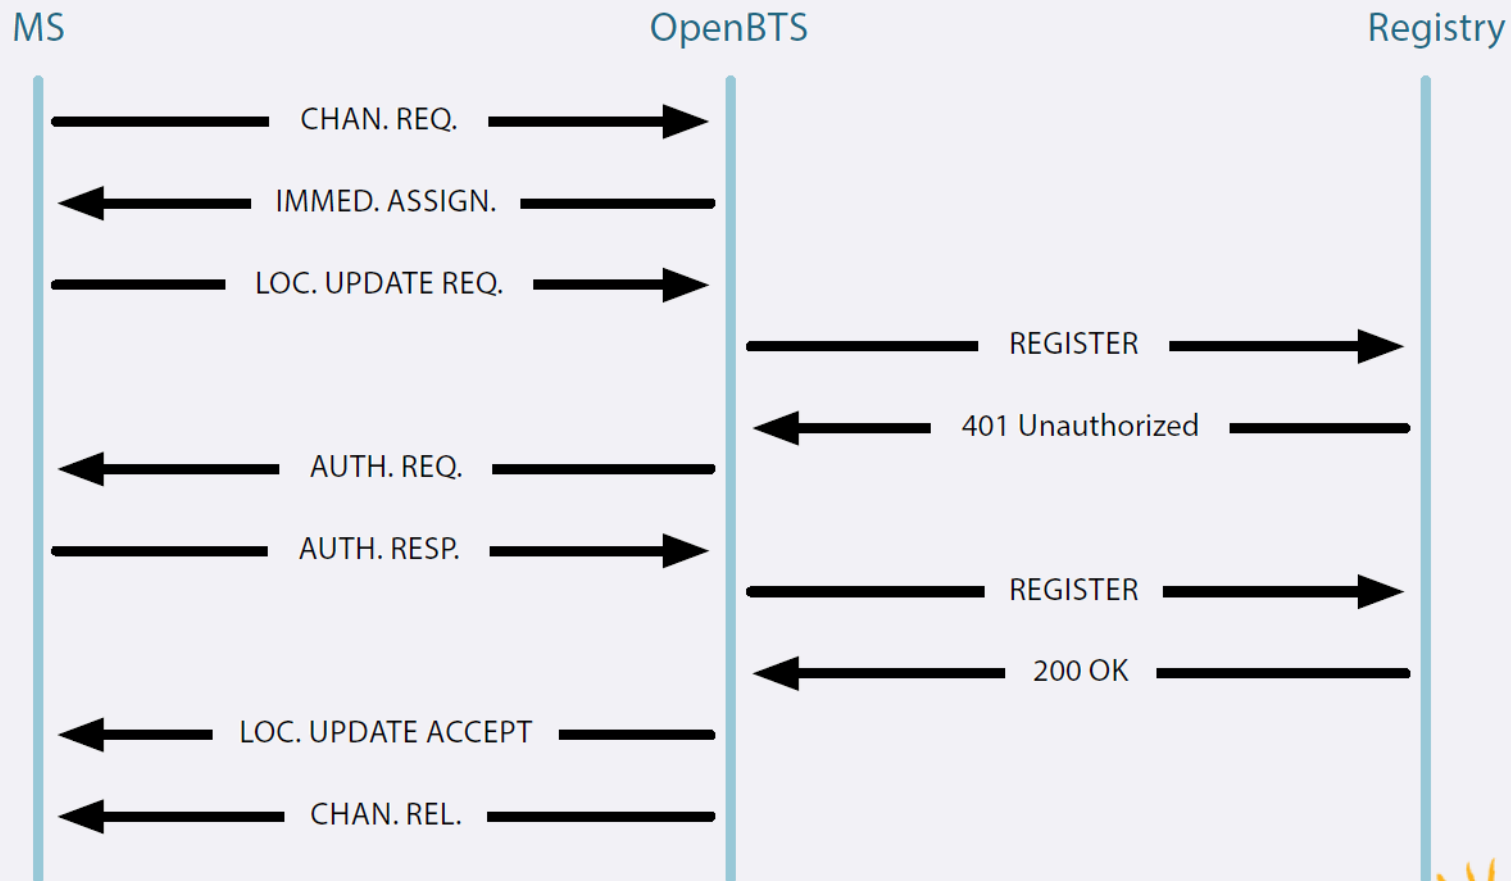 MS OpenBTS Registry
CHAN. REQ.
IMMED. ASSIGN.
LOC. UPDATE REQ.
REGISTER
401 Unauthorized
AUTH. REQ.
AUTH. RESP.
REGISTER
200 OK
LOC. UPDATE ACCEPT
CHAN. REL.